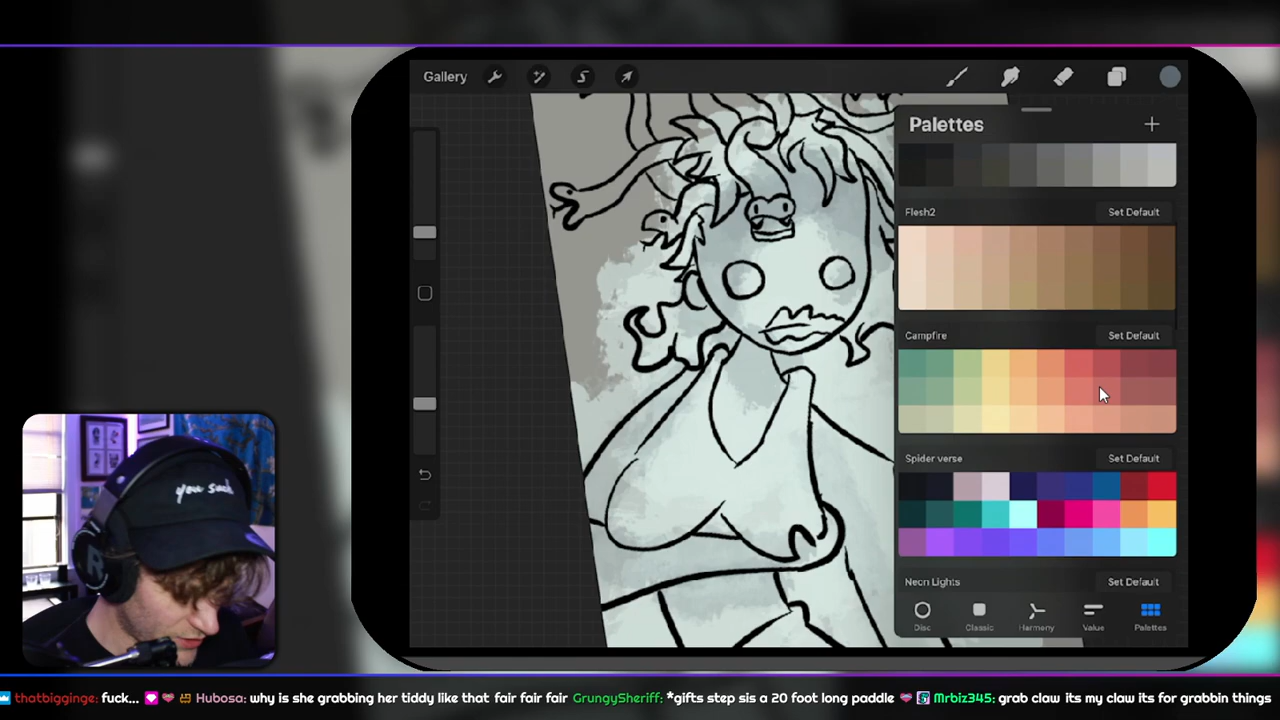 Gallery
Palettes
Flesh2 Set Default
Campfire Set Default
Spider verse Set Default
Neon Lights Set Default
Disc Classic Harmony Value Palettes
you suck
R
thatbigginge: fuck... Hubosa: why is she grabbing her tiddy like that fair fair fair GrungySheriff: *gifts step sis a 20 foot long paddle Mrbiz345: grab claw its my claw its for grabbin things